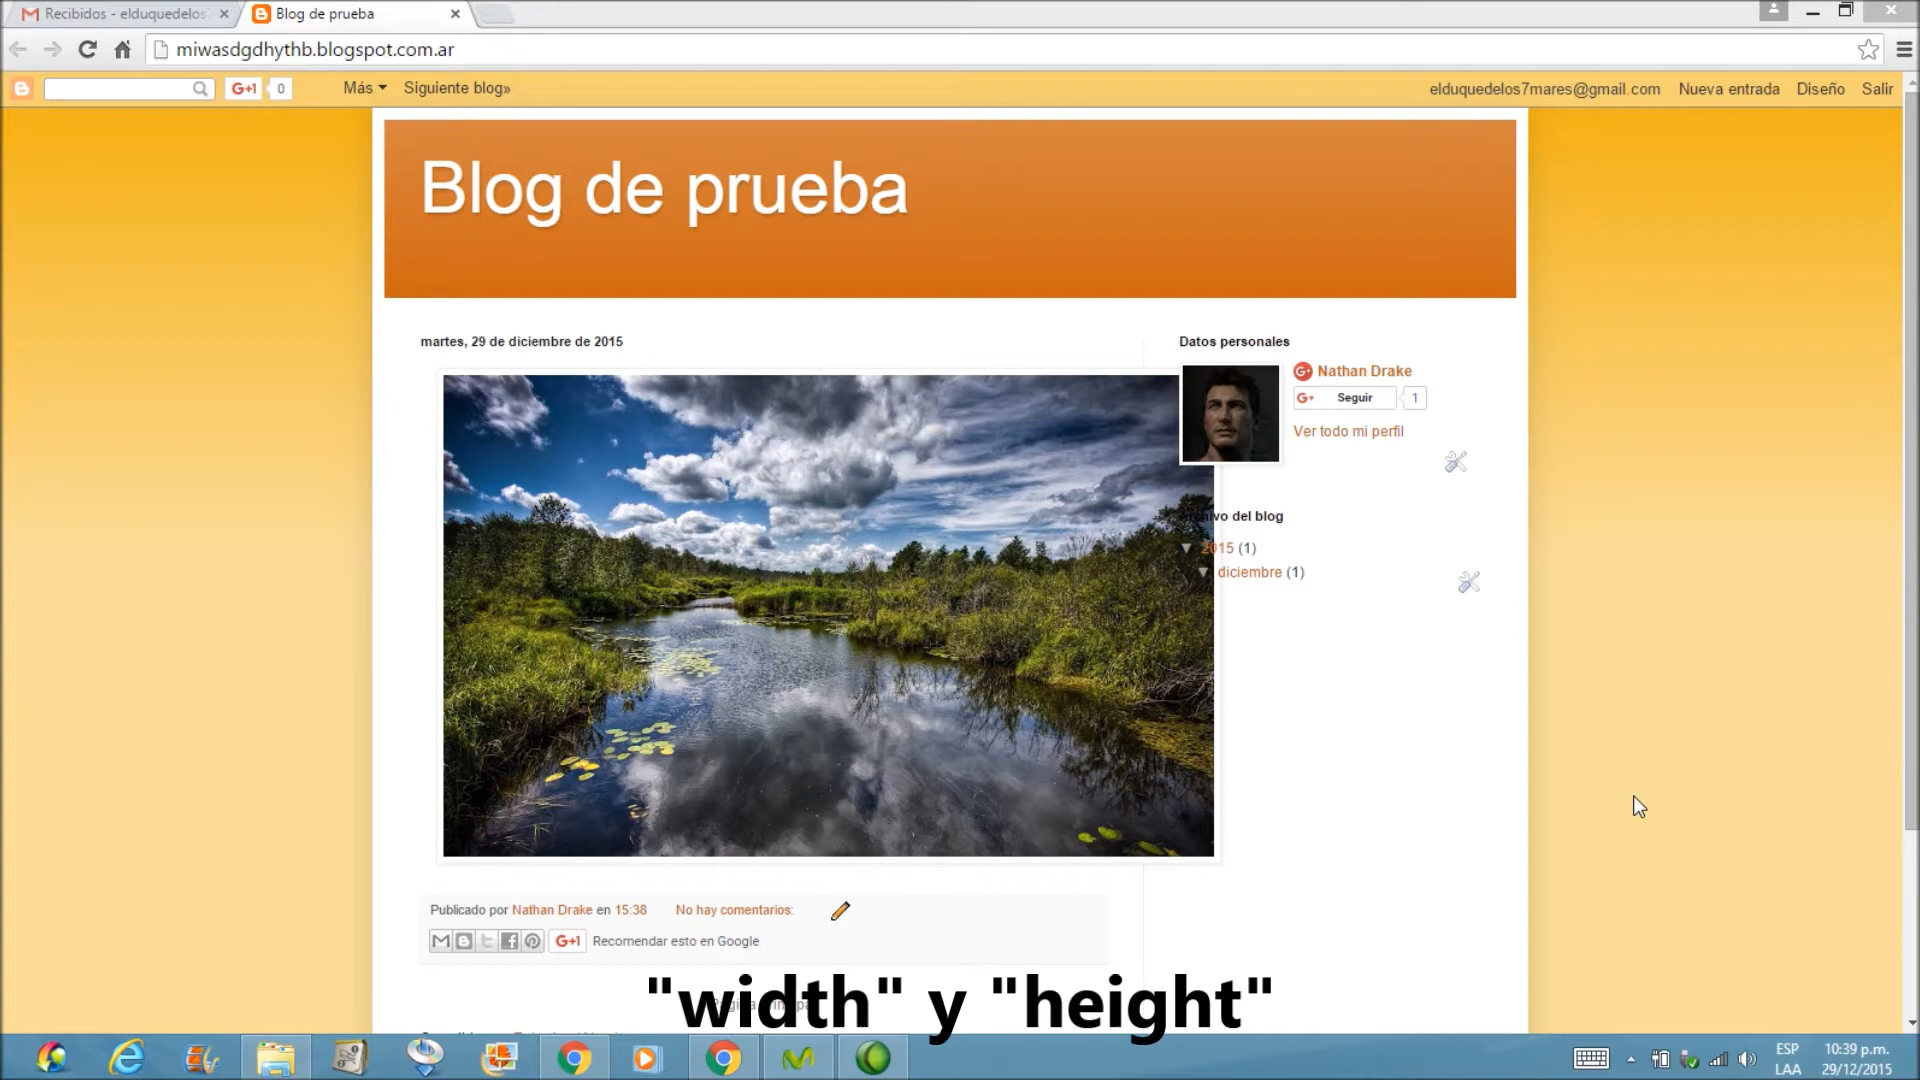 Recibidos - elduquedelos
Blog de prueba
miwasdgdhythb.blogspot.com.ar
G+1 0
Más
Siguiente blog»
elduquedelos7mares@gmail.com
Nueva entrada
Diseño
Salir
Blog de prueba
martes, 29 de diciembre de 2015
Datos personales
Nathan Drake
G+ Seguir 1
Ver todo mi perfil
del blog
2015 (1)
diciembre (1)
Publicado por Nathan Drake en 15:38
No hay comentarios:
G+1 Recomendar esto en Google
"width" y "height"
ESP
LAA
10:39 p.m.
29/12/2015